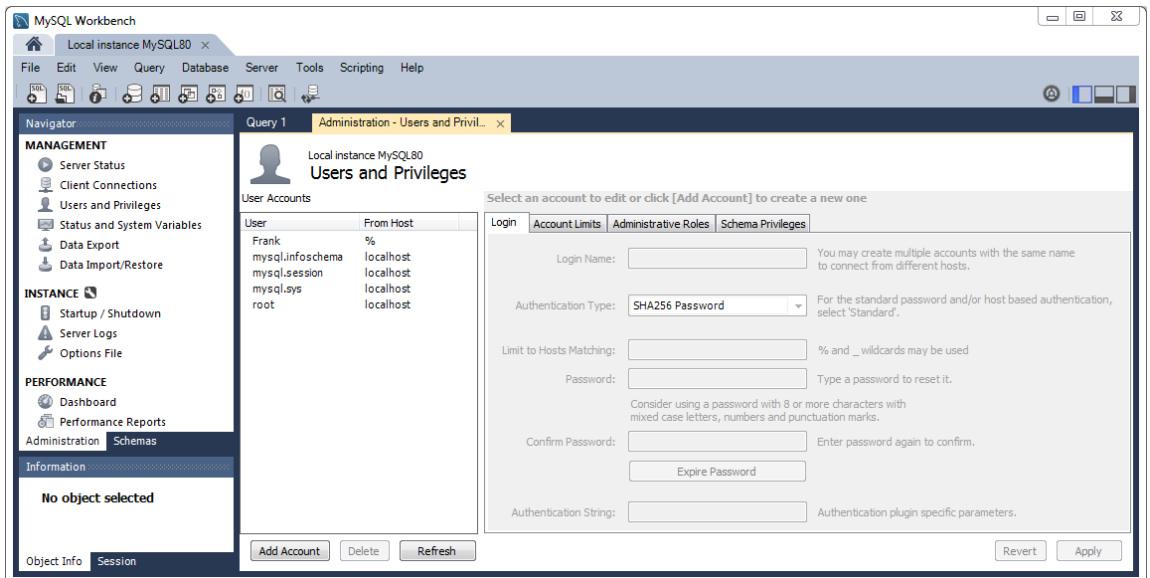 MySQL Workbench
Local instance MySQL80
File Edit View Query Database Server Tools Scripting Help
Navigator
MANAGEMENT
Server Status
Client Connections
Users and Privileges
Status and System Variables
Data Export
Data Import/Restore
INSTANCE
Startup / Shutdown
Server Logs
Options File
PERFORMANCE
Dashboard
Performance Reports
Administration Schemas
Information
No object selected
Object Info Session
Query 1 Administration - Users and Privil...
Local instance MySQL80
Users and Privileges
User Accounts
User From Host
Frank %
mysql.infoschema localhost
mysql.session localhost
mysql.sys localhost
root localhost
Add Account Delete Refresh
Select an account to edit or click [Add Account] to create a new one
Login Account Limits Administrative Roles Schema Privileges
Login Name: You may create multiple accounts with the same name
to connect from different hosts.
Authentication Type: SHA256 Password For the standard password and/or host based authentication,
select 'Standard'.
Limit to Hosts Matching: % and _ wildcards may be used
Password: Type a password to reset it.
Consider using a password with 8 or more characters with
mixed case letters, numbers and punctuation marks.
Confirm Password: Enter password again to confirm.
Expire Password
Authentication String: Authentication plugin specific parameters.
Revert Apply